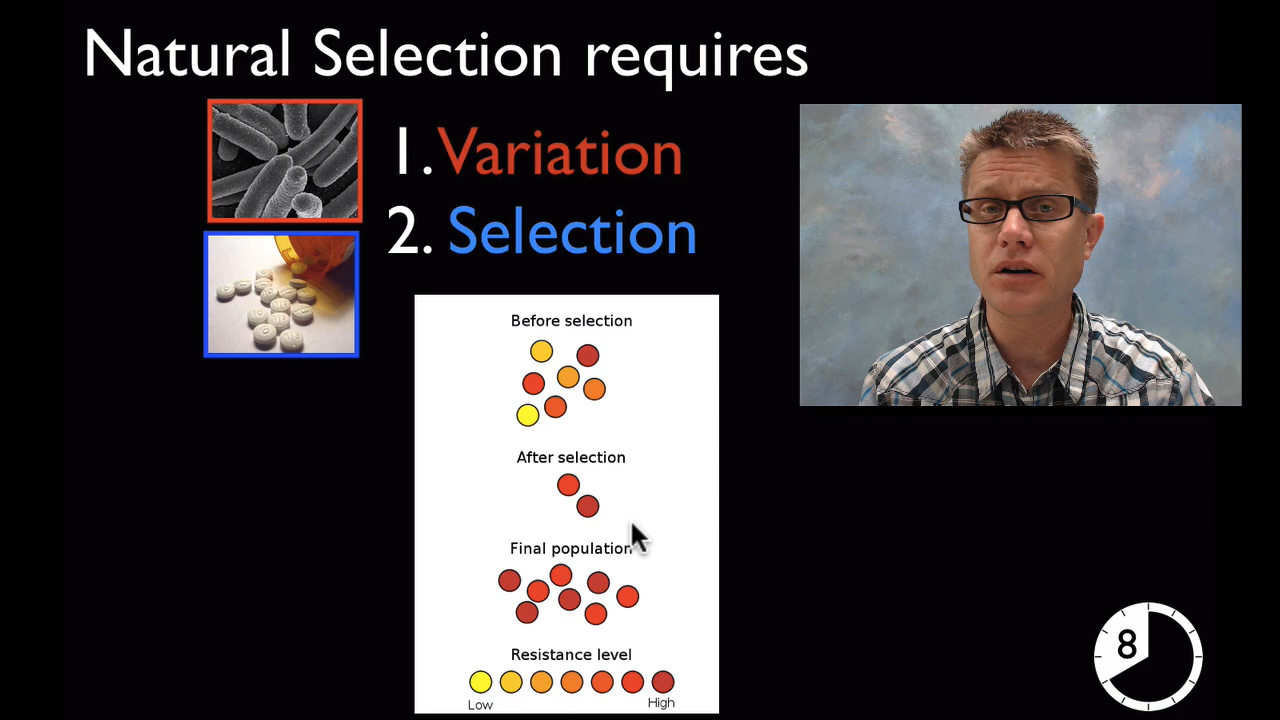 Natural Selection requires
1. Variation
2. Selection
Before selection
After selection
Final population
Resistance level
Low High
8